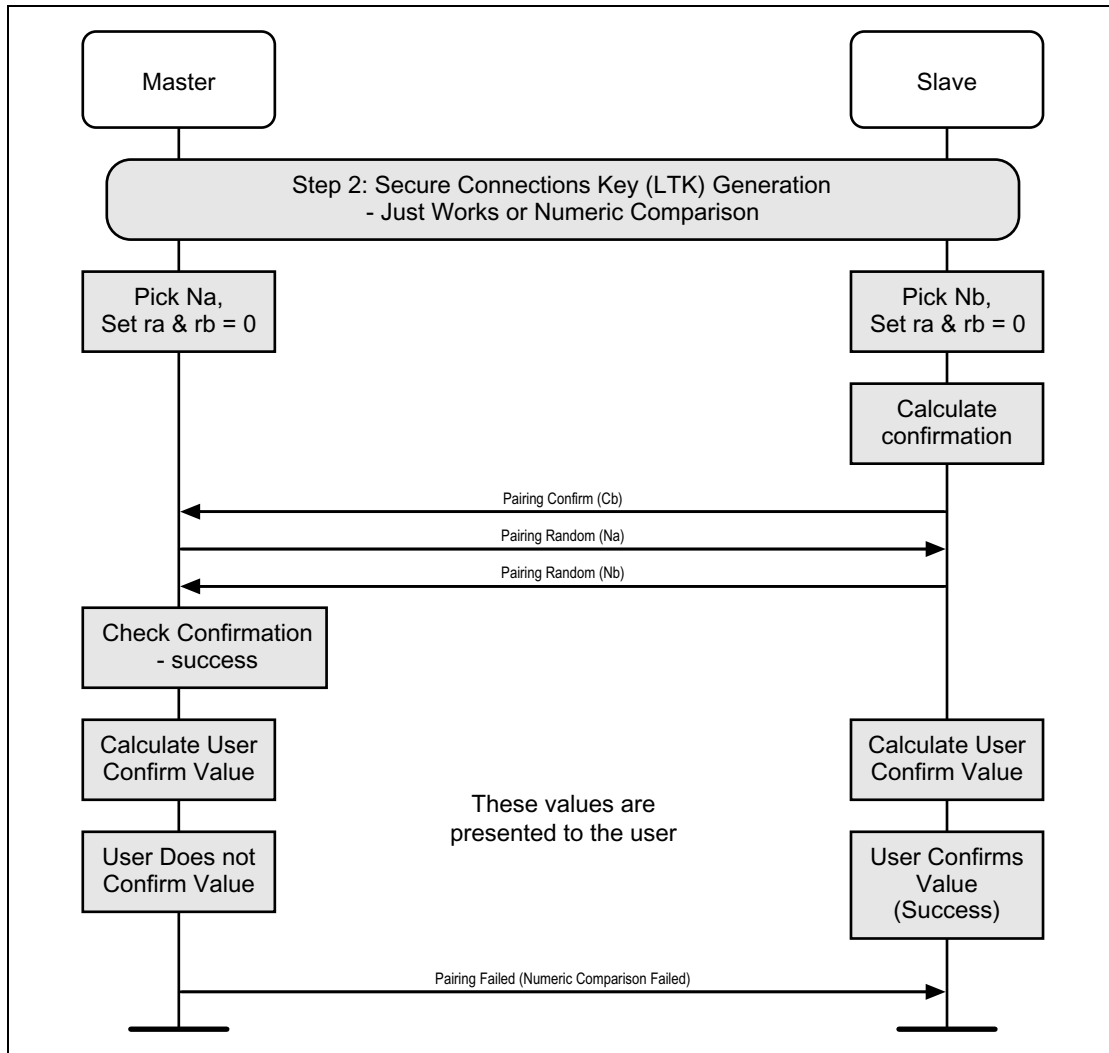 Master
Slave
Step 2: Secure Connections Key (LTK) Generation
- Just Works or Numeric Comparison
Pick Na,
Set ra & rb = 0
Pick Nb,
Set ra & rb = 0
Calculate
confirmation
Pairing Confirm (Cb)
Pairing Random (Na)
Pairing Random (Nb)
Check Confirmation
- success
Calculate User
Confirm Value
Calculate User
Confirm Value
These values are
presented to the user
User Does not
Confirm Value
User Confirms
Value
(Success)
Pairing Failed (Numeric Comparison Failed)